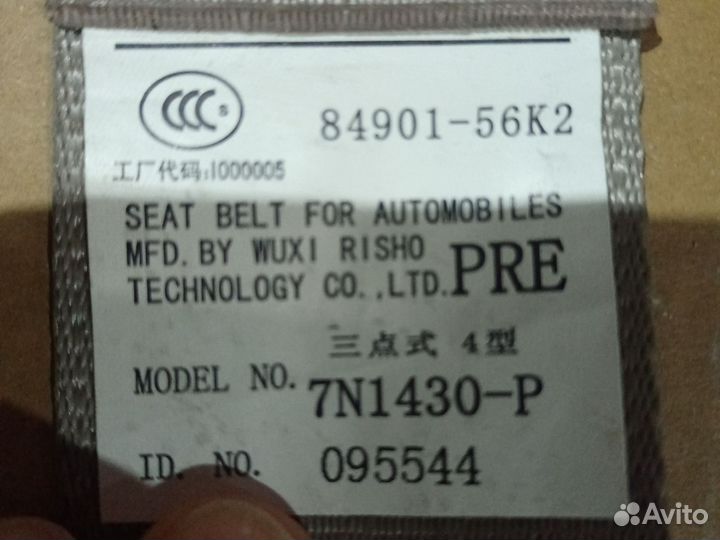 CCC S
84901-56K2
工厂代码:I000005
SEAT BELT FOR AUTOMOBILES
MFD. BY WUXI RISHO
TECHNOLOGY CO.,LTD. PRE
三点式 4型
MODEL NO. 7N1430-P
ID. NO. 095544
Avito